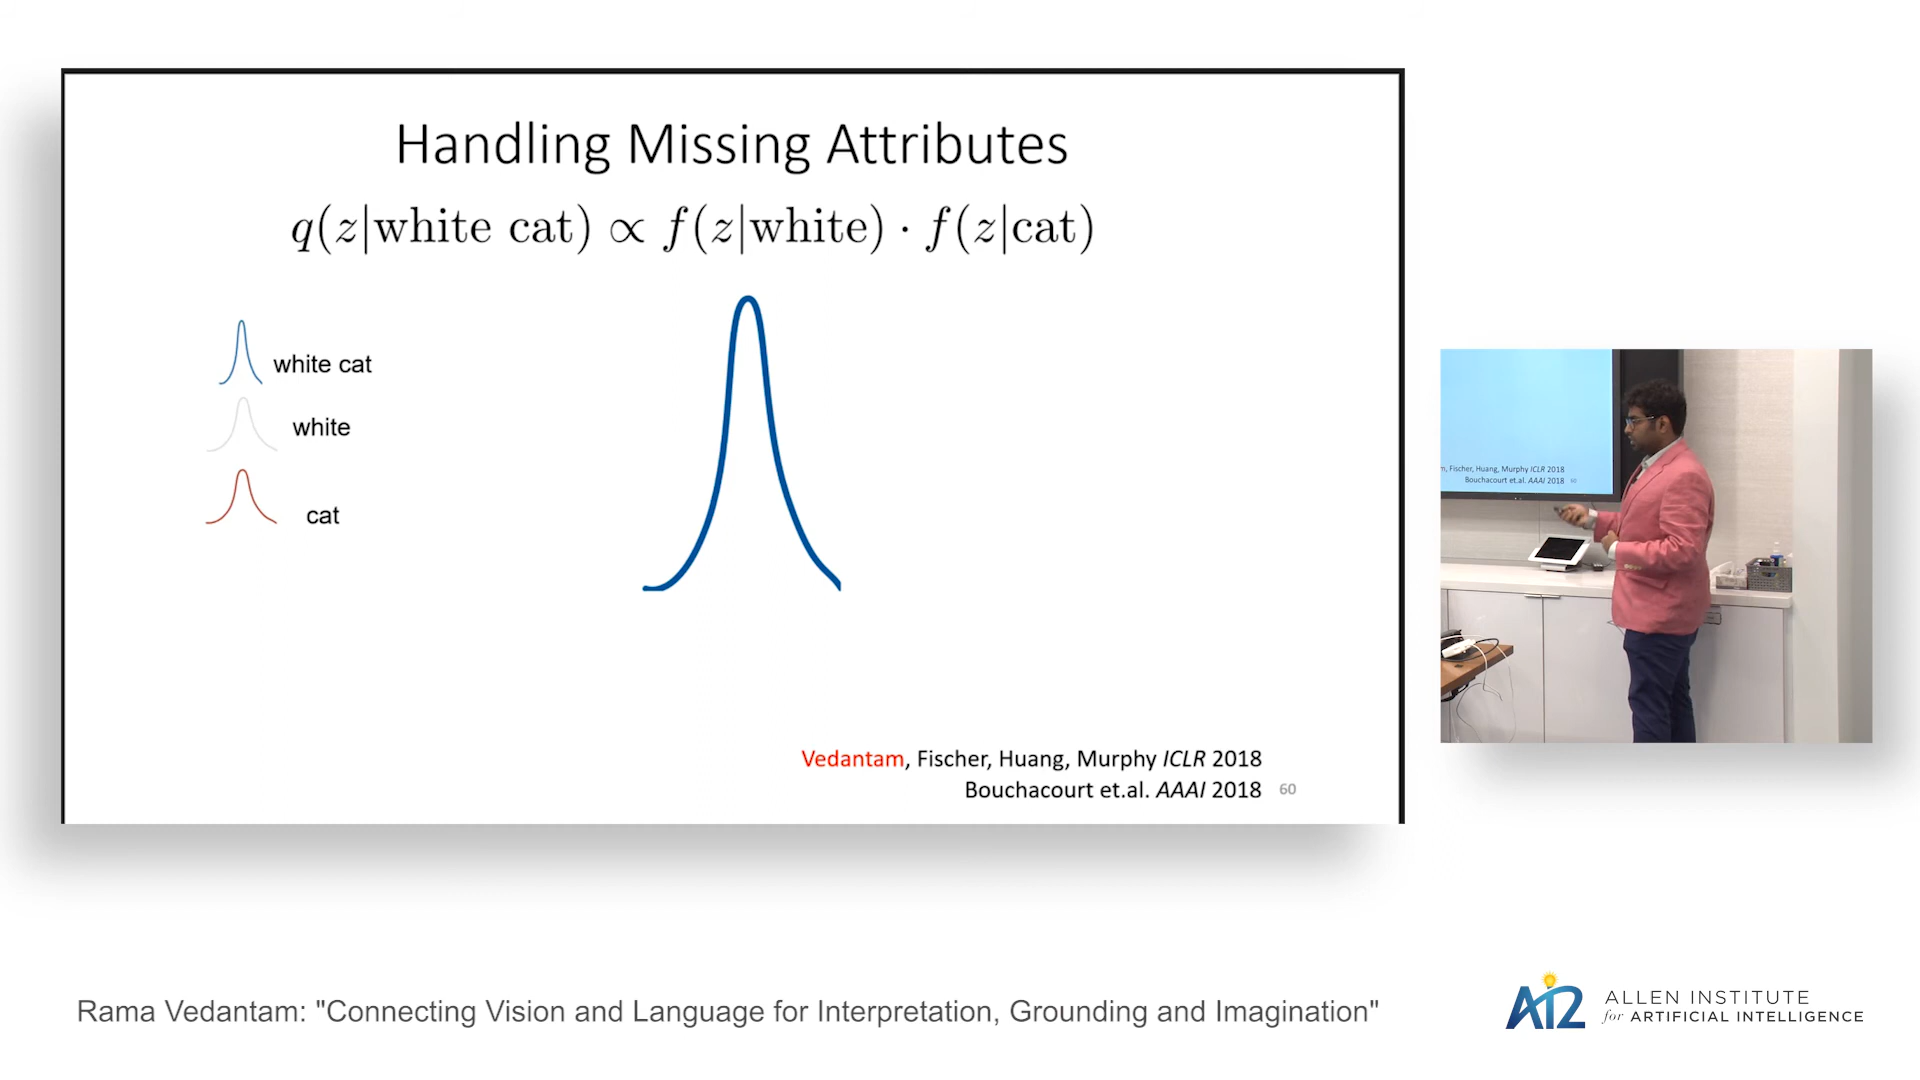 Handling Missing Attributes
q(z|white cat) ∝ f(z|white) · f(z|cat)
white cat
white
cat
Vedantam, Fischer, Huang, Murphy ICLR 2018
Bouchacourt et.al. AAAI 2018 60
Fischer, Huang, Murphy ICLR 2018
Bouchacourt et.al. AAAI 2018 60
Rama Vedantam: "Connecting Vision and Language for Interpretation, Grounding and Imagination"
AI2 ALLEN INSTITUTE
for ARTIFICIAL INTELLIGENCE